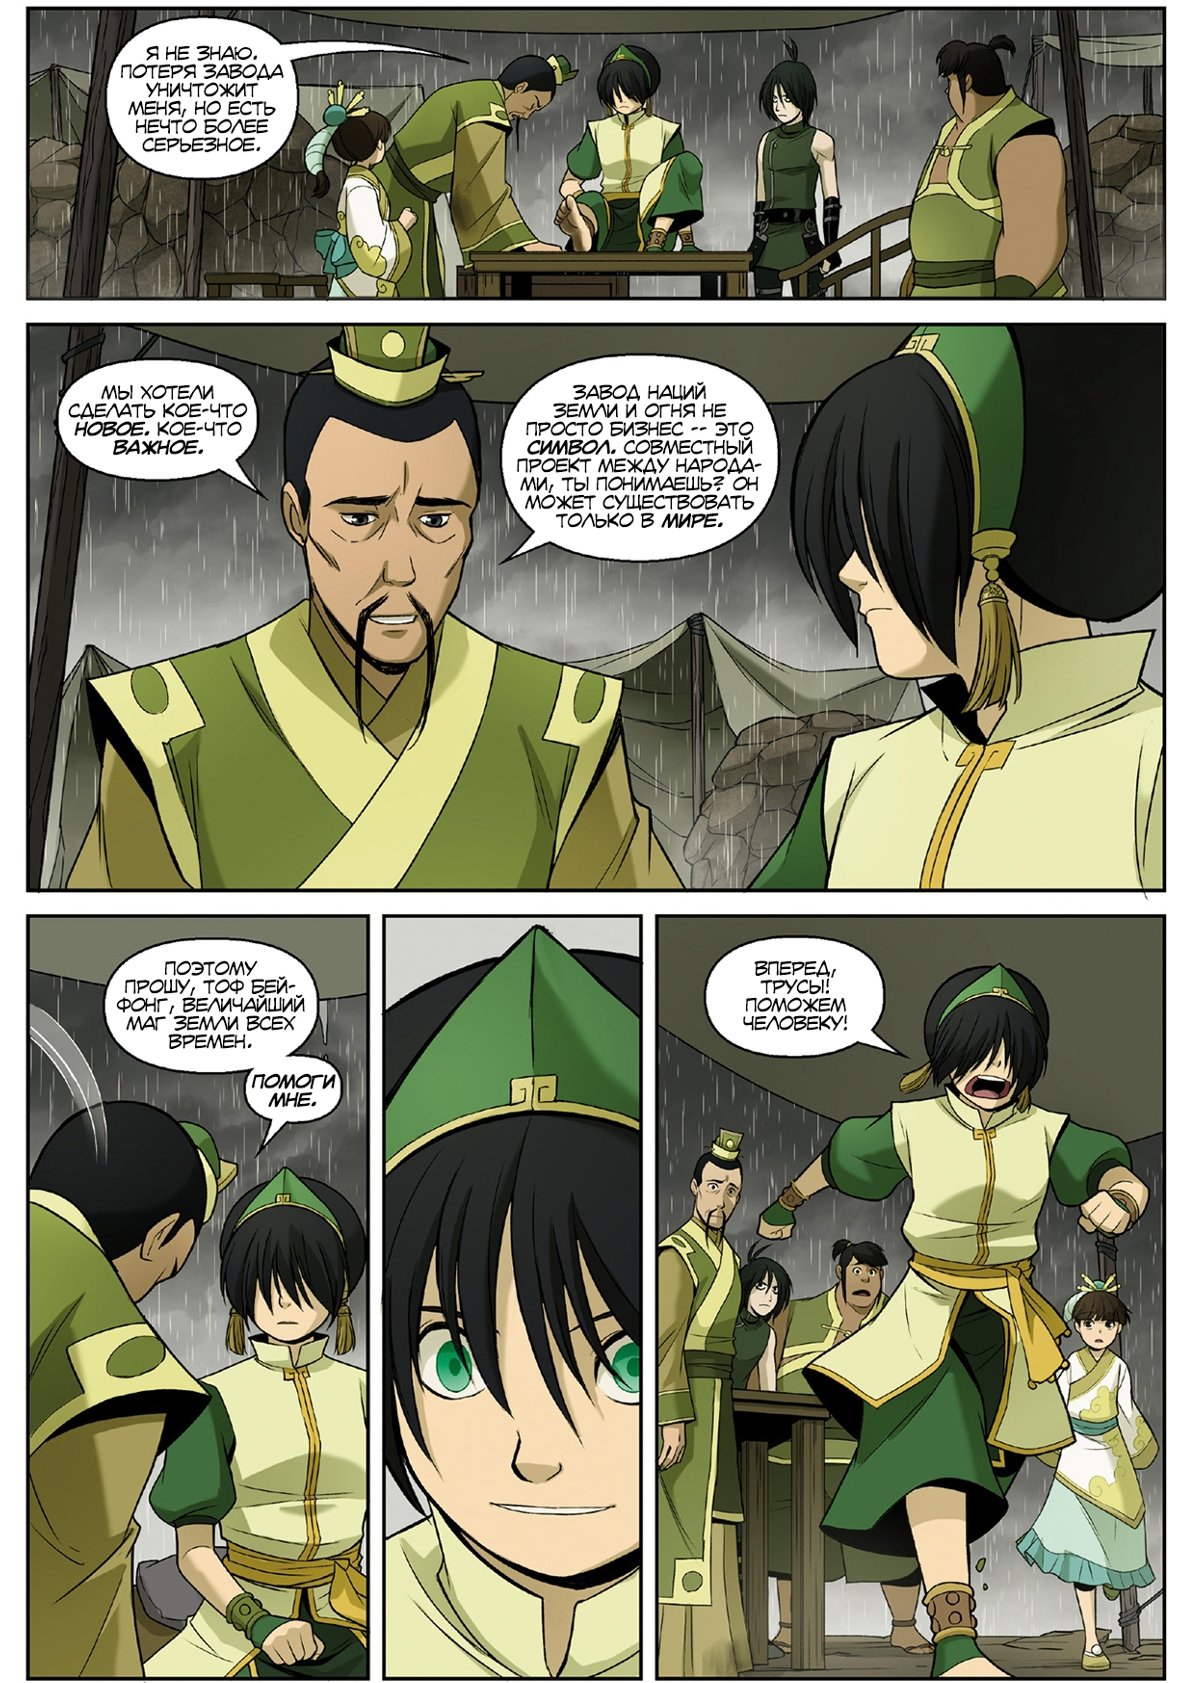 Я НЕ ЗНАЮ.
ПОТЕРЯ ЗАВОДА
УНИЧТОЖИТ
МЕНЯ, НО ЕСТЬ
НЕЧТО БОЛЕЕ
СЕРЬЕЗНОЕ.
МЫ ХОТЕЛИ
СДЕЛАТЬ КОЕ-ЧТО
НОВОЕ. КОЕ-ЧТО
ВАЖНОЕ.
ЗАВОД НАЦИЙ
ЗЕМЛИ И ОГНЯ НЕ
ПРОСТО БИЗНЕС -- ЭТО
СИМВОЛ. СОВМЕСТНЫЙ
ПРОЕКТ МЕЖДУ НАРОДА-
МИ, ТЫ ПОНИМАЕШЬ? ОН
МОЖЕТ СУЩЕСТВОВАТЬ
ТОЛЬКО В МИРЕ.
ПОЭТОМУ
ПРОШУ, ТОФ БЕЙ-
ФОНГ, ВЕЛИЧАЙШИЙ
МАГ ЗЕМЛИ ВСЕХ
ВРЕМЕН.
ПОМОГИ
МНЕ.
ВПЕРЕД,
ТРУСЫ!
ПОМОЖЕМ
ЧЕЛОВЕКУ!